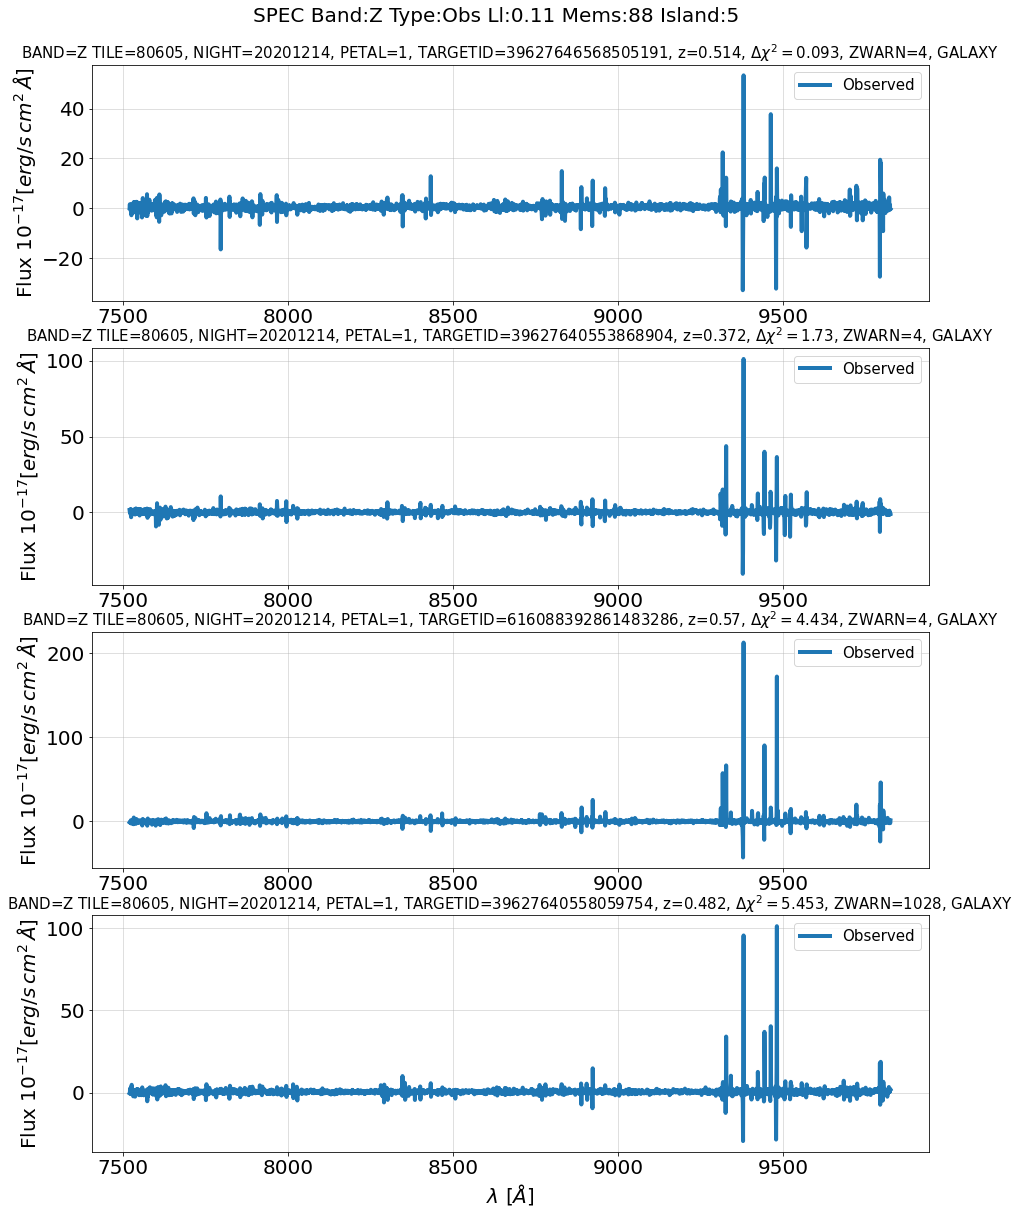 SPEC Band:Z Type:Obs Ll:0.11 Mems:88 Island:5
BAND=Z TILE=80605, NIGHT=20201214, PETAL=1, TARGETID=39627646568505191, z=0.514, Δχ² = 0.093, ZWARN=4, GALAXY
Flux 10⁻¹⁷[erg/s cm² Å]
40
20
0
−20
Observed
7500 8000 8500 9000 9500
BAND=Z TILE=80605, NIGHT=20201214, PETAL=1, TARGETID=39627640553868904, z=0.372, Δχ² = 1.73, ZWARN=4, GALAXY
Flux 10⁻¹⁷[erg/s cm² Å]
100
50
0
Observed
7500 8000 8500 9000 9500
BAND=Z TILE=80605, NIGHT=20201214, PETAL=1, TARGETID=616088392861483286, z=0.57, Δχ² = 4.434, ZWARN=4, GALAXY
Flux 10⁻¹⁷[erg/s cm² Å]
200
100
0
Observed
7500 8000 8500 9000 9500
BAND=Z TILE=80605, NIGHT=20201214, PETAL=1, TARGETID=39627640558059754, z=0.482, Δχ² = 5.453, ZWARN=1028, GALAXY
Flux 10⁻¹⁷[erg/s cm² Å]
100
50
0
Observed
7500 8000 8500 9000 9500
λ [Å]